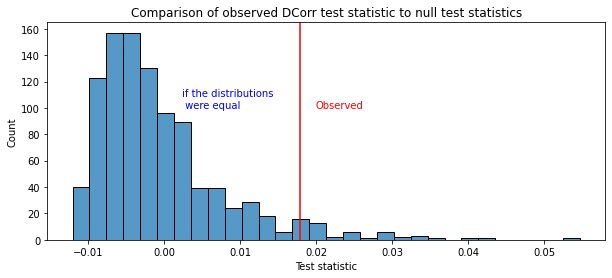 Comparison of observed DCorr test statistic to null test statistics
160
140
120
100
80
60
40
20
0
Count
if the distributions
were equal
Observed
−0.01
0.00
0.01
0.02
0.03
0.04
0.05
Test statistic